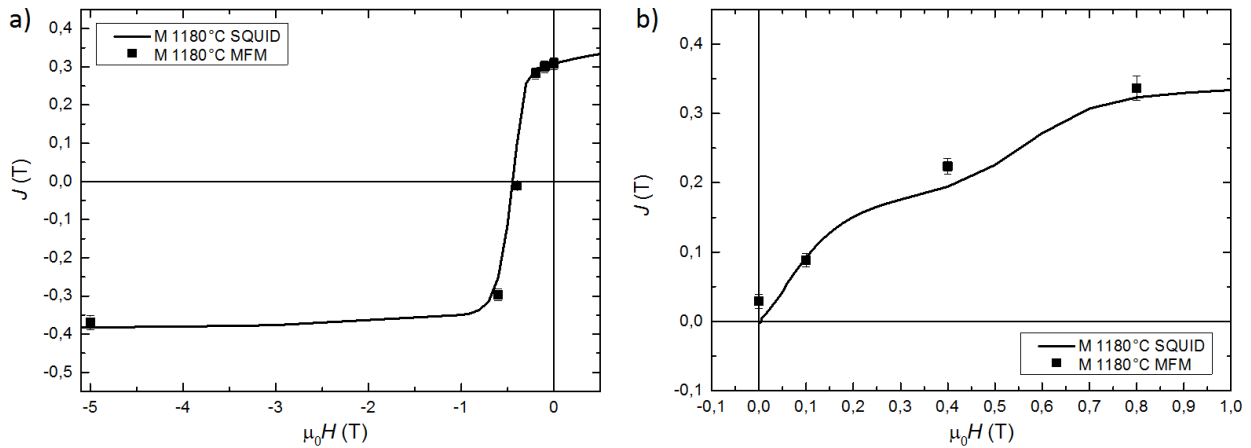 a)
M 1180°C SQUID
M 1180°C MFM
0,5
0,4
0,3
0,2
0,1
0,0
-0,1
-0,2
-0,3
-0,4
-0,5
J (T)
-5 -4 -3 -2 -1 0
μ₀H (T)
b)
0,4
0,3
0,2
0,1
0,0
-0,1
J (T)
M 1180°C SQUID
M 1180°C MFM
-0,1 0,0 0,1 0,2 0,3 0,4 0,5 0,6 0,7 0,8 0,9 1,0
μ₀H (T)